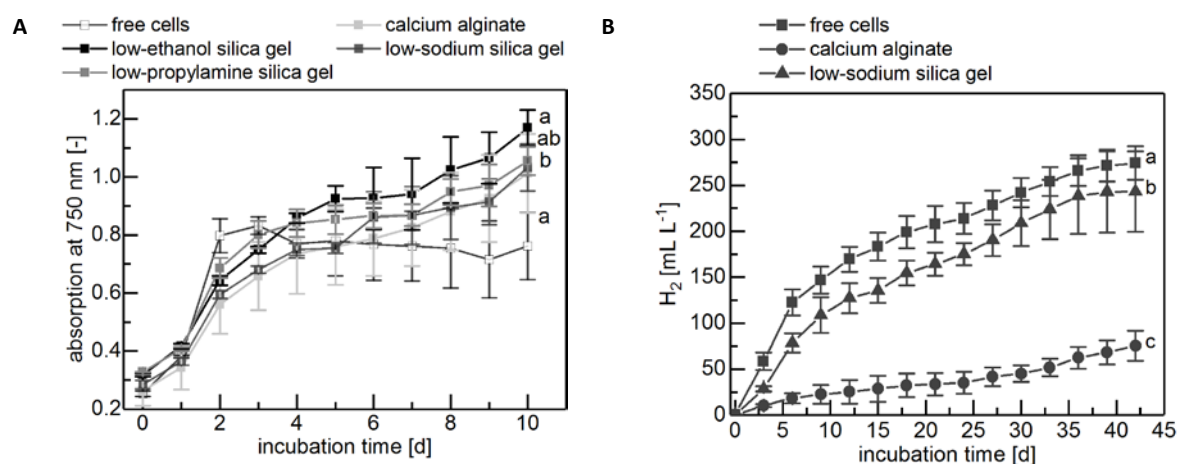 A
free cells
calcium alginate
low-ethanol silica gel
low-sodium silica gel
low-propylamine silica gel
absorption at 750 nm [-]
1.2
1.0
0.8
0.6
0.4
0.2
a
ab
b
a
0 2 4 6 8 10
incubation time [d]
B
free cells
calcium alginate
low-sodium silica gel
H₂ [mL L⁻¹]
350
300
250
200
150
100
50
0
a
b
c
0 5 10 15 20 25 30 35 40 45
incubation time [d]